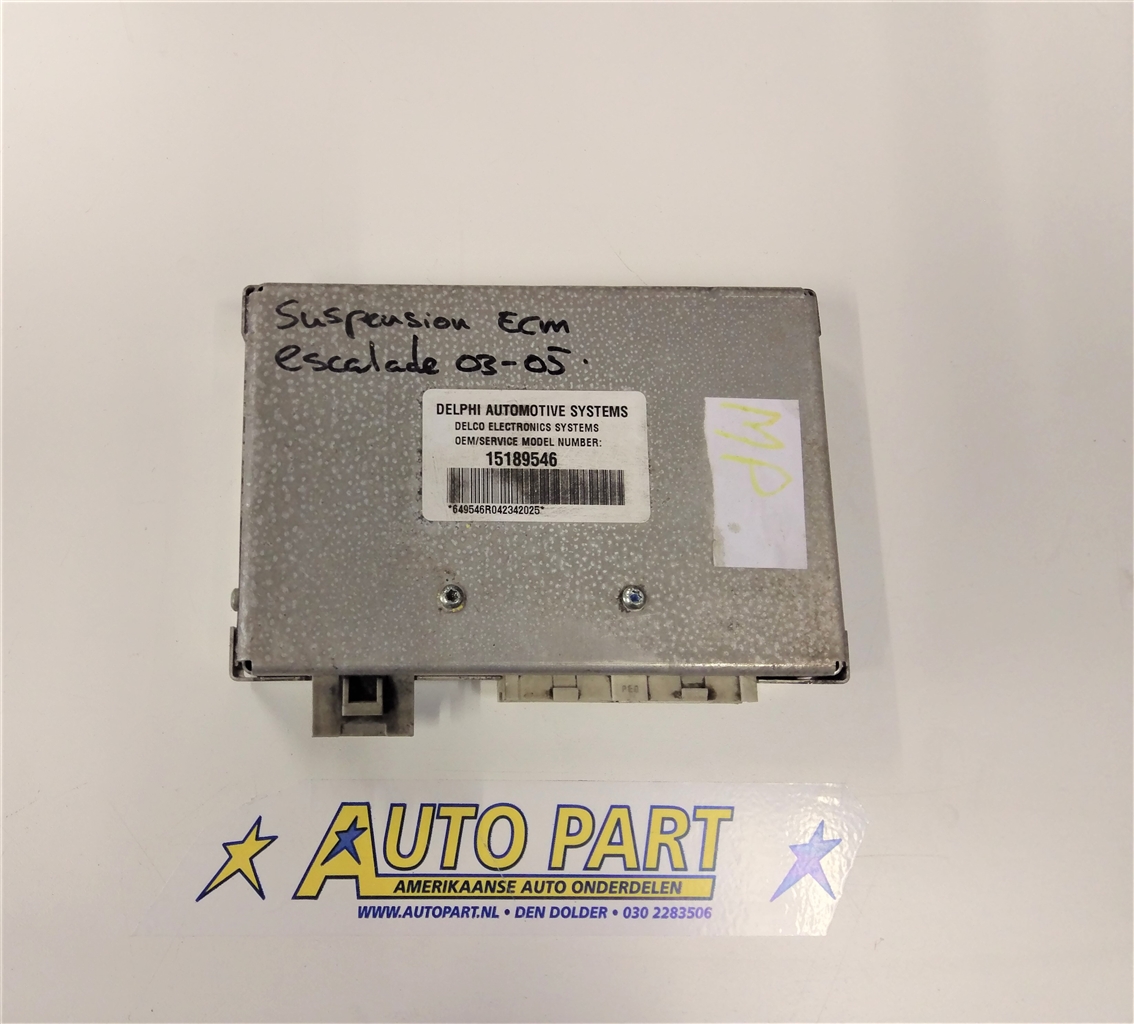 Suspension ECM
escalade 03-05.
DELPHI AUTOMOTIVE SYSTEMS
DELCO ELECTRONICS SYSTEMS
OEM/SERVICE MODEL NUMBER:
15189546
*649546R042342025*
MP
AUTO PART
AMERIKAANSE AUTO ONDERDELEN
WWW.AUTOPART.NL • DEN DOLDER • 030 2283506